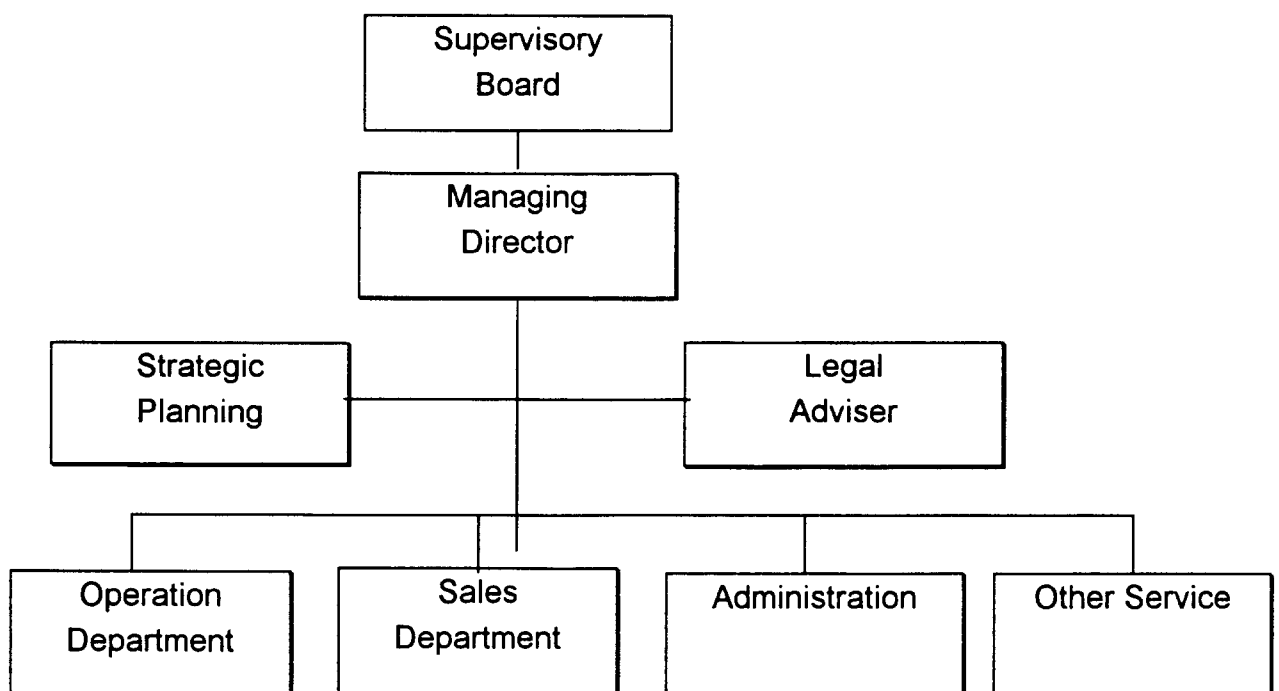 Supervisory
Board
Managing
Director
Strategic
Planning
Legal
Adviser
Operation
Department
Sales
Department
Administration
Other Service